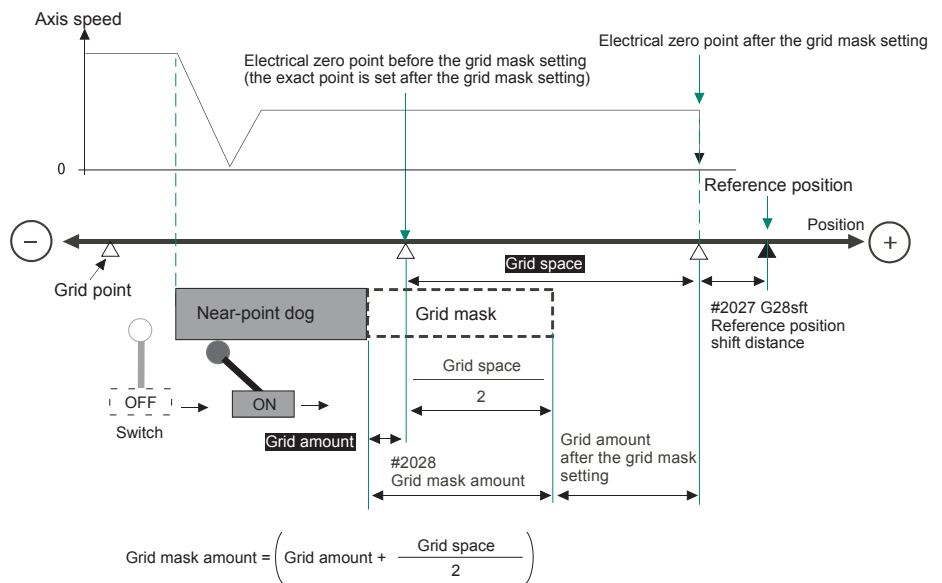 Axis speed
Electrical zero point before the grid mask setting
(the exact point is set after the grid mask setting)
Electrical zero point after the grid mask setting
0
Reference position
Position
−
+
Grid space
Grid point
Near-point dog
Grid mask
#2027 G28sft
Reference position
shift distance
Grid space
2
OFF
ON
Switch
Grid amount
#2028
Grid mask amount
Grid amount
after the grid mask
setting
Grid mask amount = ( Grid amount + Grid space
2 )